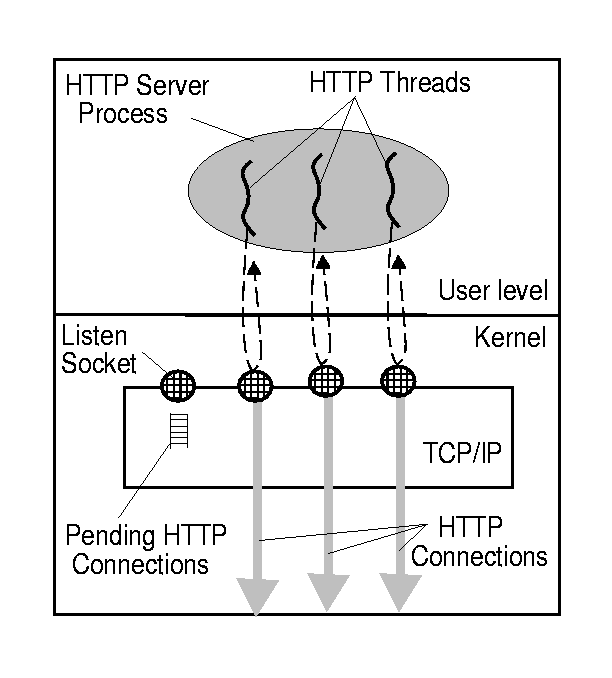 HTTP Server
Process
HTTP Threads
User level
Kernel
Listen
Socket
TCP/IP
Pending HTTP
Connections
HTTP
Connections